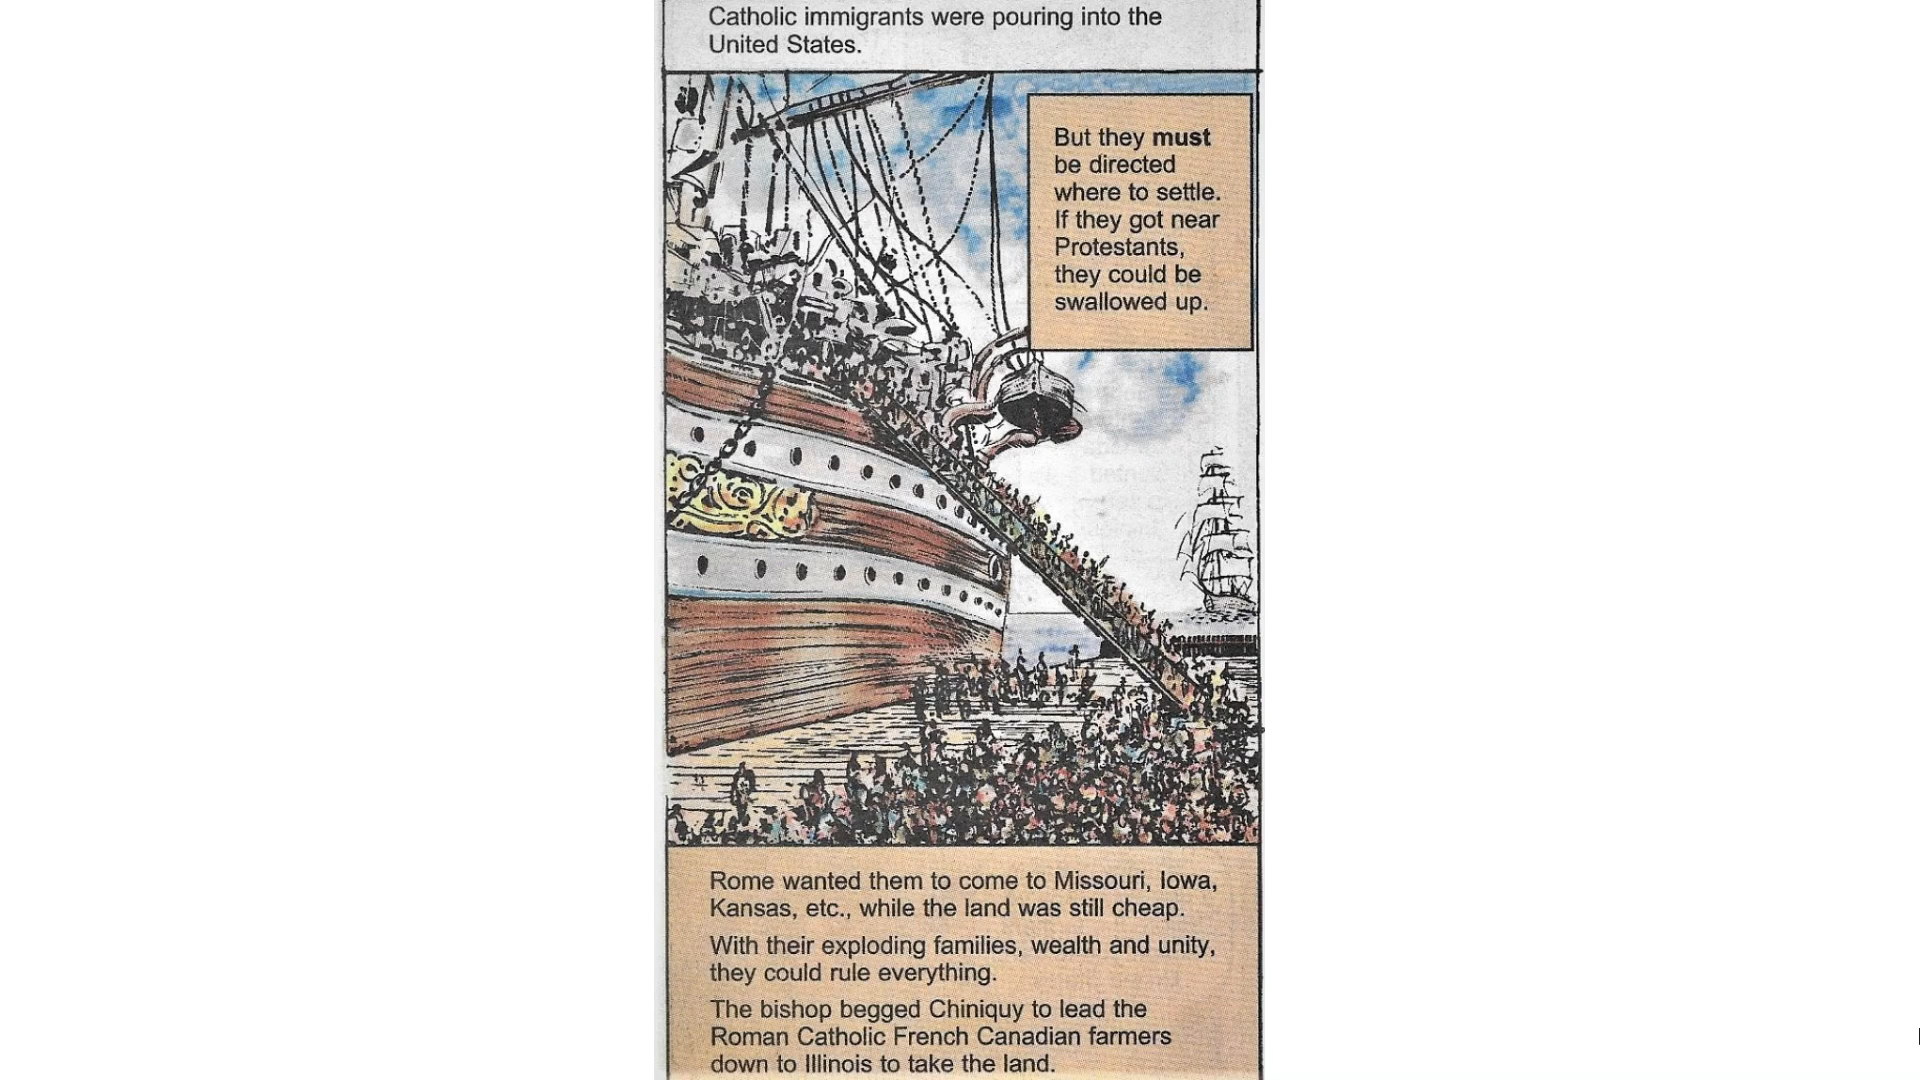 Catholic immigrants were pouring into the
United States.
But they must
be directed
where to settle.
If they got near
Protestants,
they could be
swallowed up.
Rome wanted them to come to Missouri, Iowa,
Kansas, etc., while the land was still cheap.
With their exploding families, wealth and unity,
they could rule everything.
The bishop begged Chiniquy to lead the
Roman Catholic French Canadian farmers
down to Illinois to take the land.